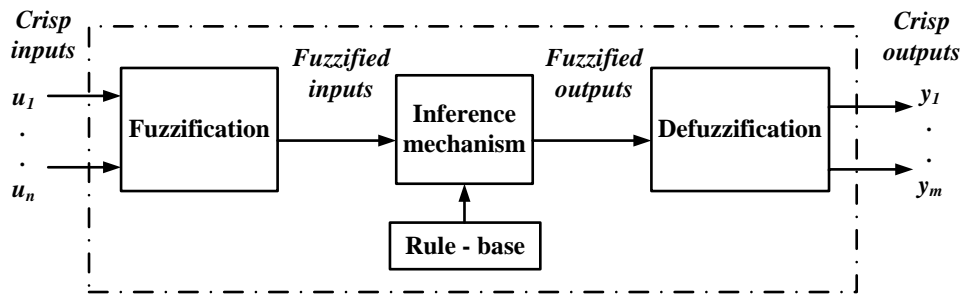 Crisp
inputs
u1
.
.
un
Fuzzification
Fuzzified
inputs
Inference
mechanism
Rule - base
Fuzzified
outputs
Defuzzification
Crisp
outputs
y1
.
.
ym